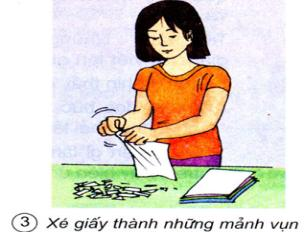 ③ Xé giấy thành những mảnh vụn